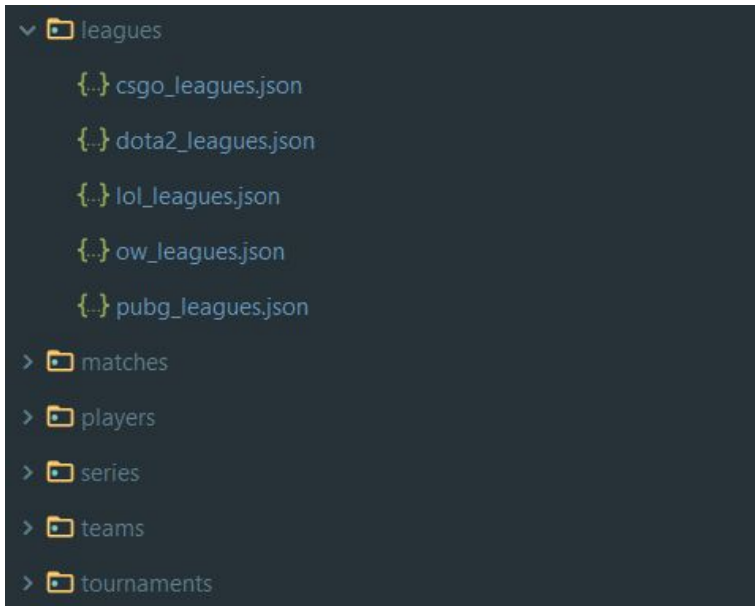 leagues
{...} csgo_leagues.json
{...} dota2_leagues.json
{...} lol_leagues.json
{...} ow_leagues.json
{...} pubg_leagues.json
matches
players
series
teams
tournaments